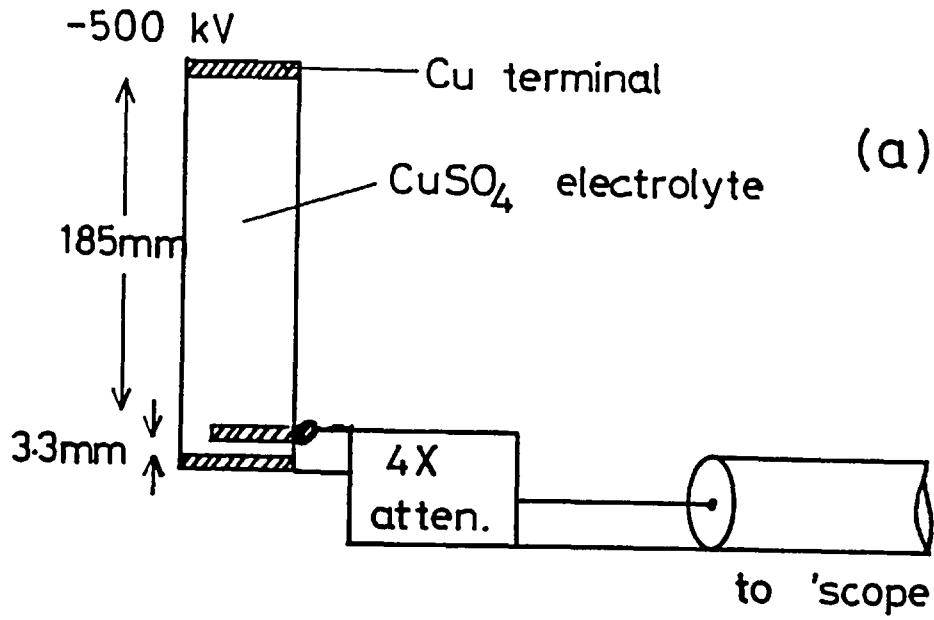 -500 kV
Cu terminal
(a)
CuSO₄ electrolyte
185mm
3.3mm
4X
atten.
to 'scope